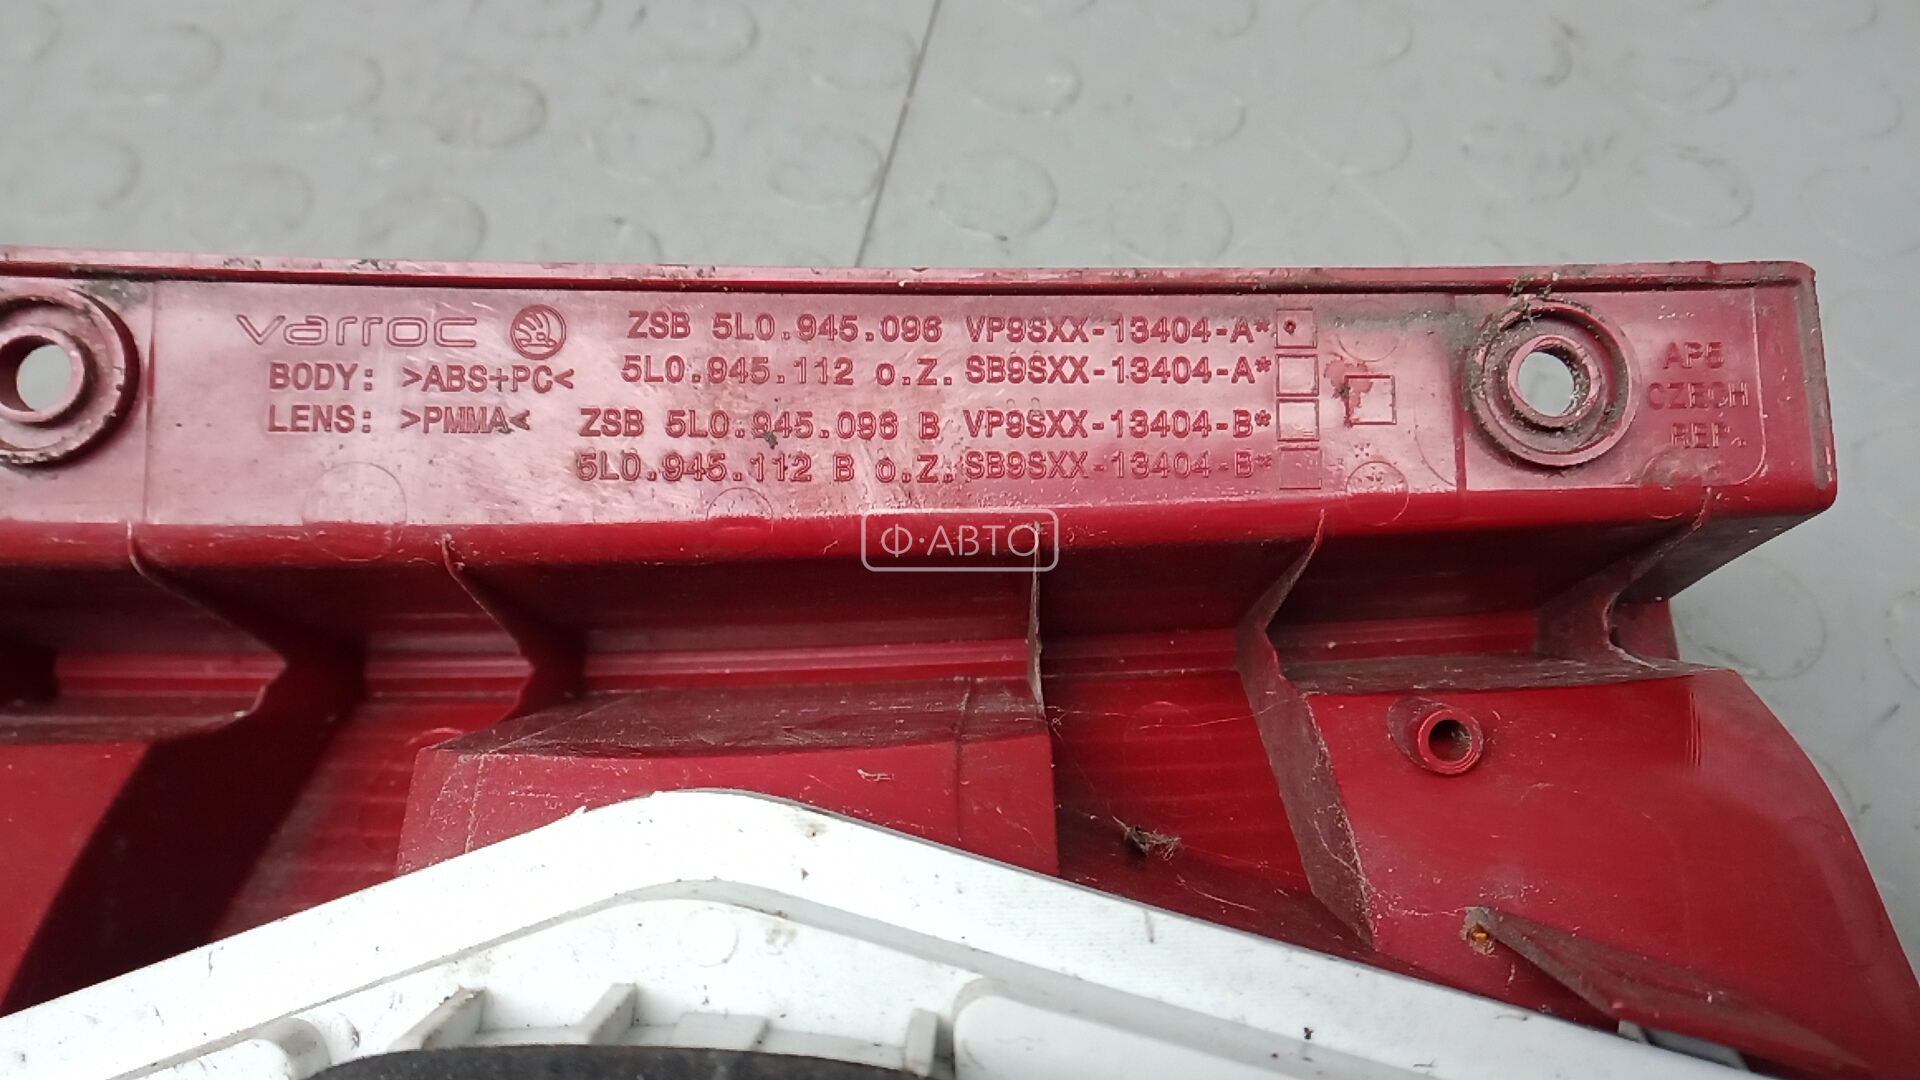 varroc ZSB 5L0.945.096 VP9SXX-13404-A*
BODY: >ABS+PC< 5L0.945.112 o.Z. SB9SXX-13404-A*
LENS: >PMMA< ZSB 5L0.945.096 B VP9SXX-13404-B*
5L0.945.112 B o.Z. SB9SXX-13404-B*
AP5
CZECH
REP.
Ф·АВТО